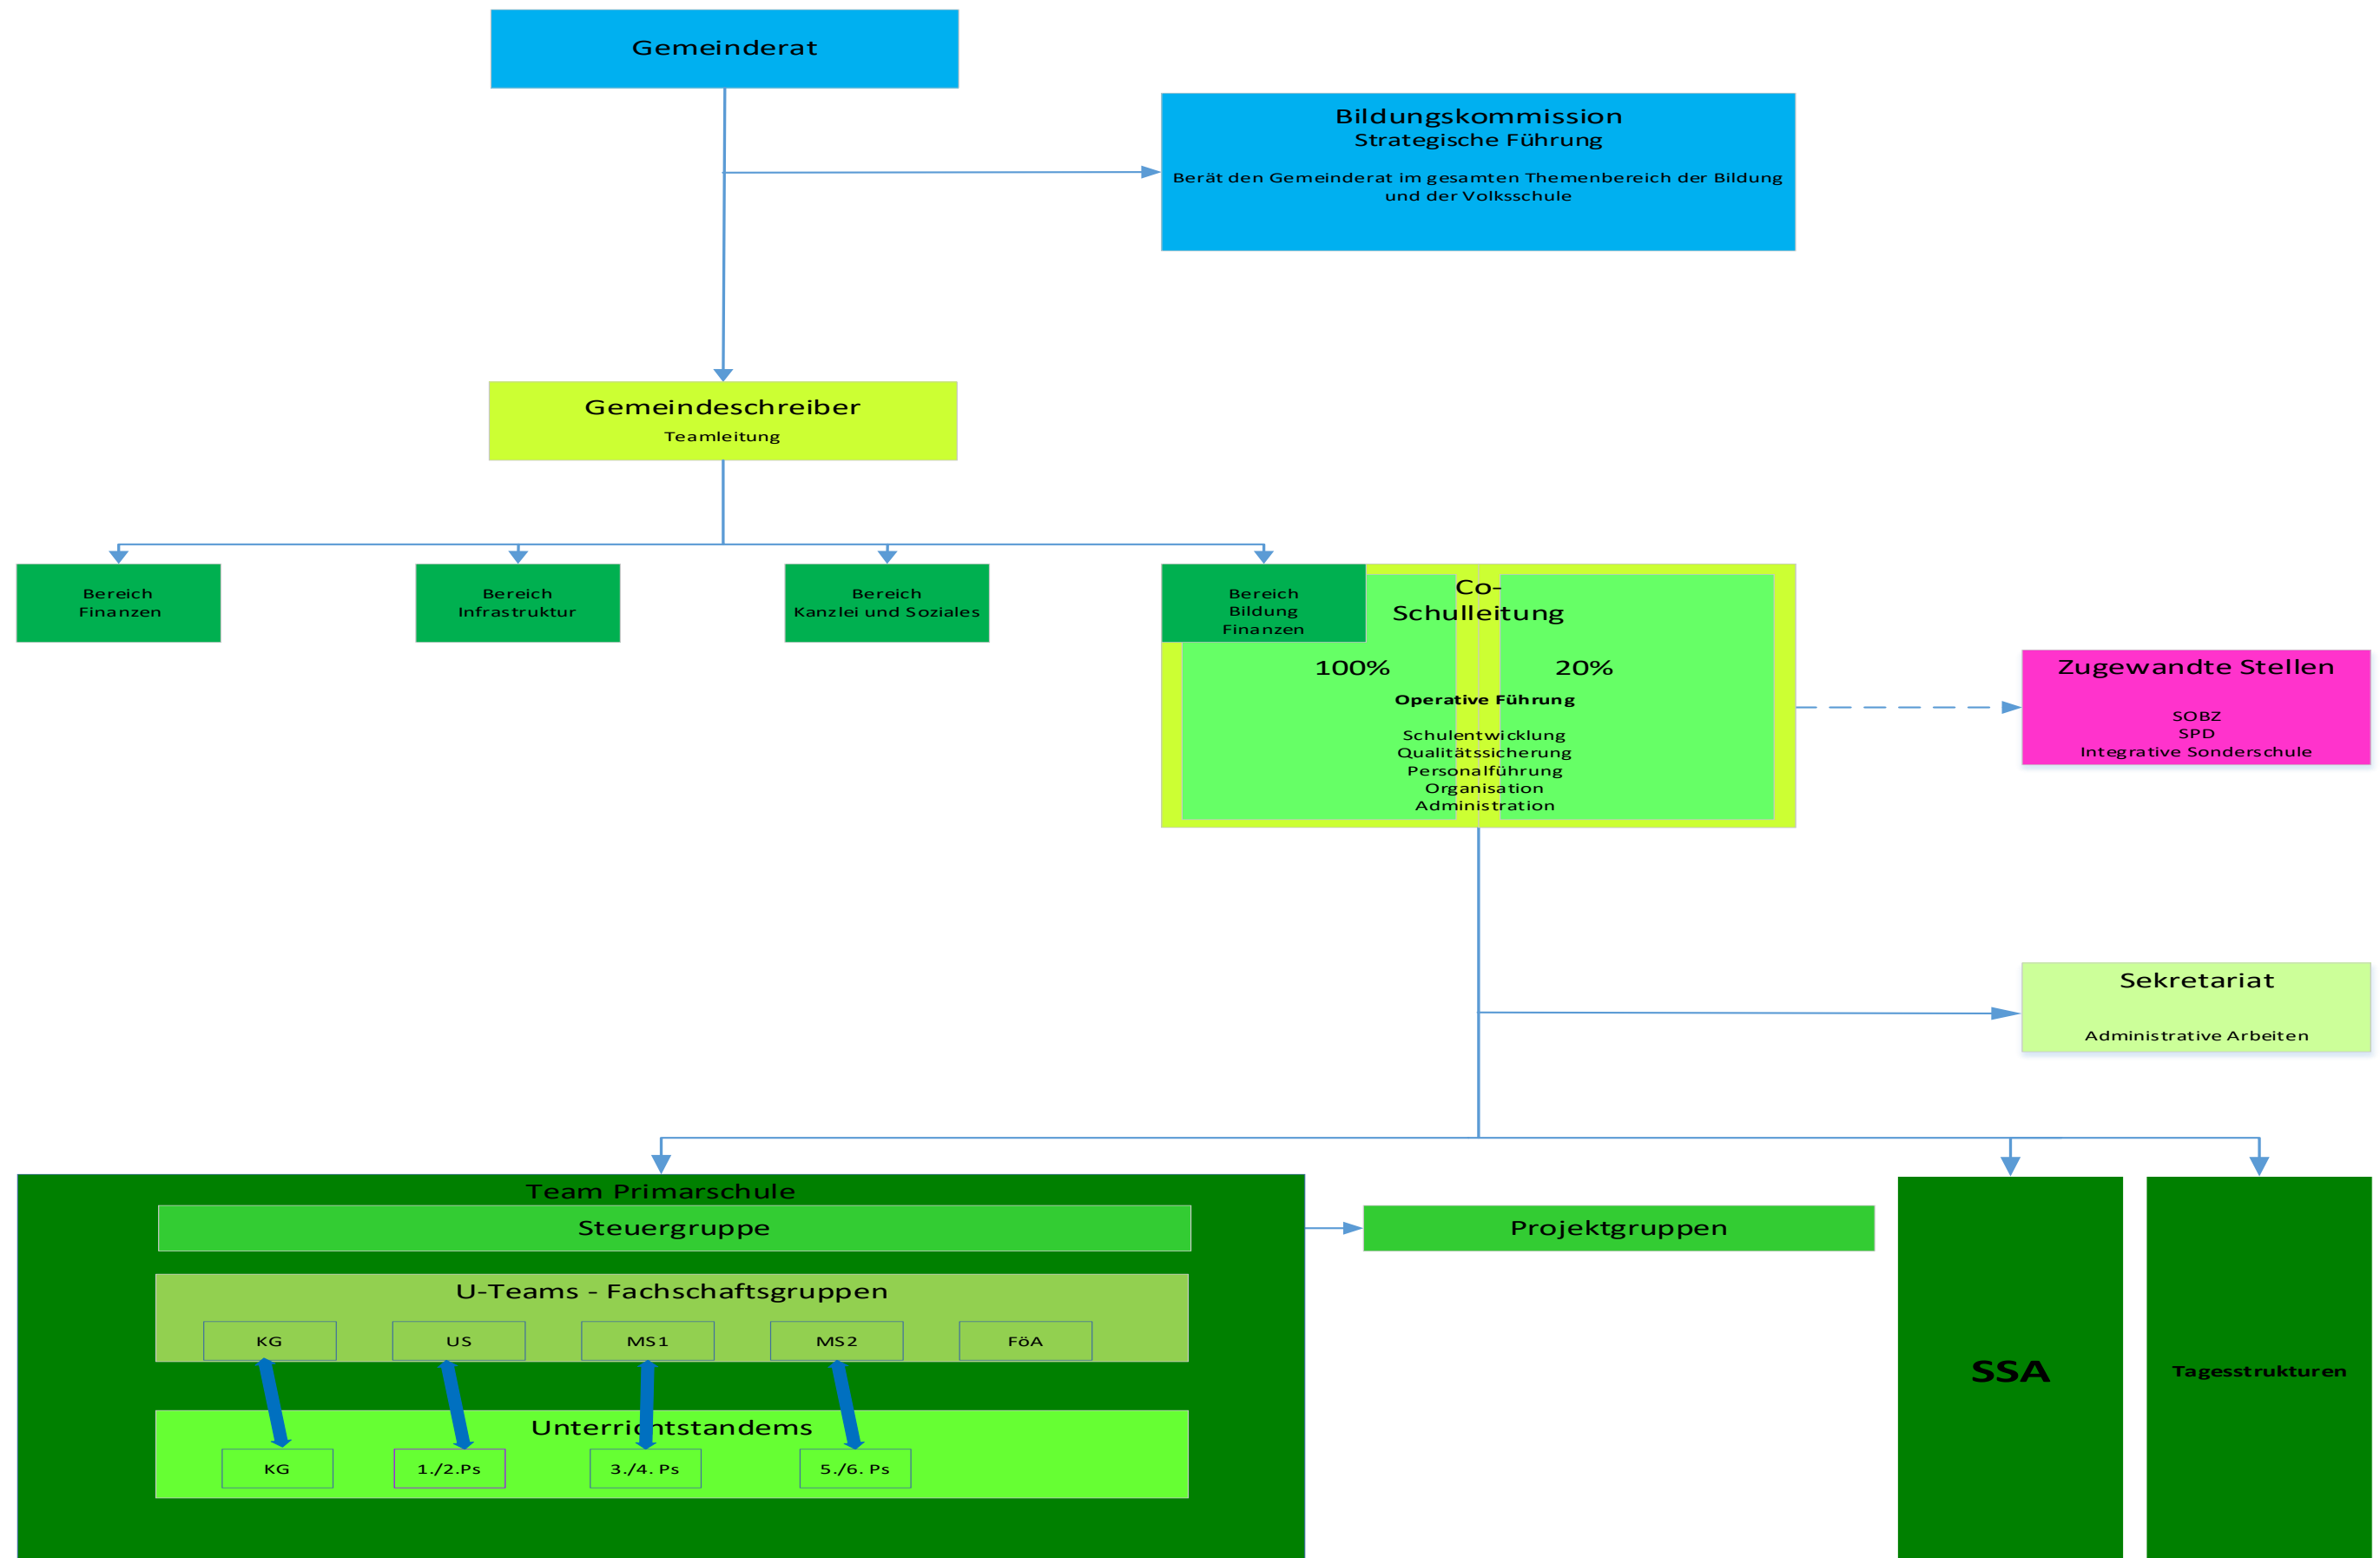 Gemeinderat
Bildungskommission
Strategische Führung
Berät den Gemeinderat im gesamten Themenbereich der Bildung
und der Volksschule
Gemeindeschreiber
Teamleitung
Bereich
Finanzen
Bereich
Infrastruktur
Bereich
Kanzlei und Soziales
Bereich
Bildung
Finanzen
Co-
Schulleitung
100%
20%
Operative Führung
Schulentwicklung
Qualitätssicherung
Personalführung
Organisation
Administration
Zugewandte Stellen
SOBZ
SPD
Integrative Sonderschule
Sekretariat
Administrative Arbeiten
Team Primarschule
Steuergruppe
Projektgruppen
U-Teams - Fachschaftsgruppen
KG
US
MS1
MS2
FöA
Unterrichtstandems
KG
1./2.Ps
3./4. Ps
5./6. Ps
SSA
Tagesstrukturen